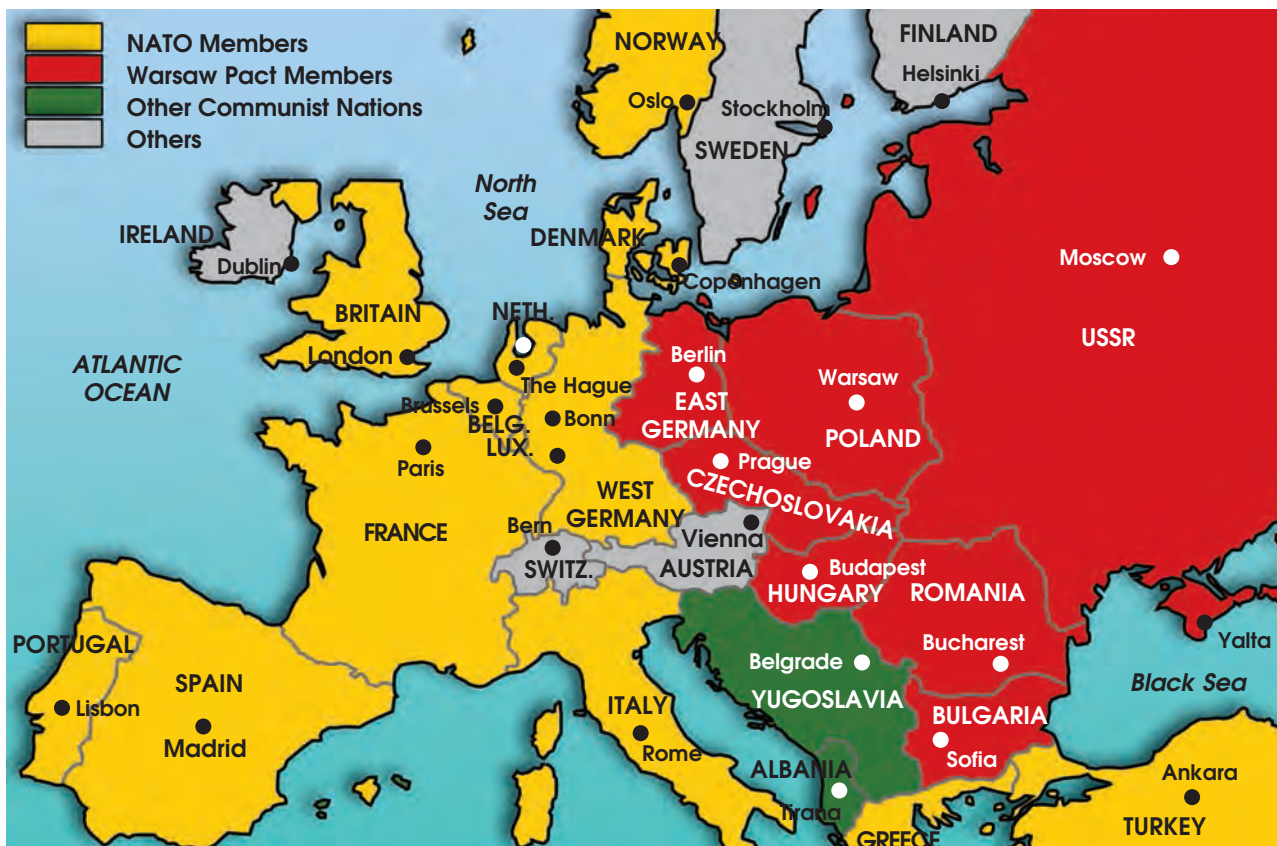 NATO Members
Warsaw Pact Members
Other Communist Nations
Others
NORWAY
Oslo
FINLAND
Helsinki
Stockholm
SWEDEN
North
Sea
IRELAND
Dublin
DENMARK
Copenhagen
Moscow
USSR
BRITAIN
London
NETH.
The Hague
ATLANTIC
OCEAN
Berlin
EAST
GERMANY
Warsaw
POLAND
Brussels
BELG.
LUX.
Bonn
Paris
FRANCE
WEST
GERMANY
Prague
CZECHOSLOVAKIA
Bern
SWITZ.
Vienna
AUSTRIA
Budapest
HUNGARY
ROMANIA
Bucharest
Yalta
Black Sea
PORTUGAL
Lisbon
SPAIN
Madrid
ITALY
Rome
Belgrade
YUGOSLAVIA
BULGARIA
Sofia
ALBANIA
Tirana
GREECE
Ankara
TURKEY